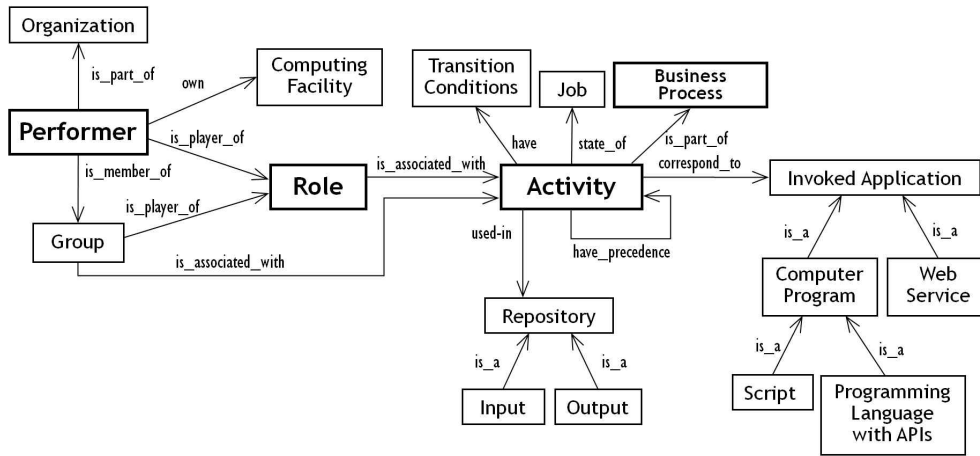 Organization
is_part_of
own
Computing
Facility
Performer
is_player_of
is_member_of
Role
is_player_of
Group
is_associated_with
is_associated_with
Transition
Conditions
Job
Business
Process
have
state_of
is_part_of
correspond_to
Activity
Invoked Application
used-in
have_precedence
is_a
is_a
Computer
Program
Web
Service
Repository
is_a
is_a
is_a
is_a
Input
Output
Script
Programming
Language
with APIs